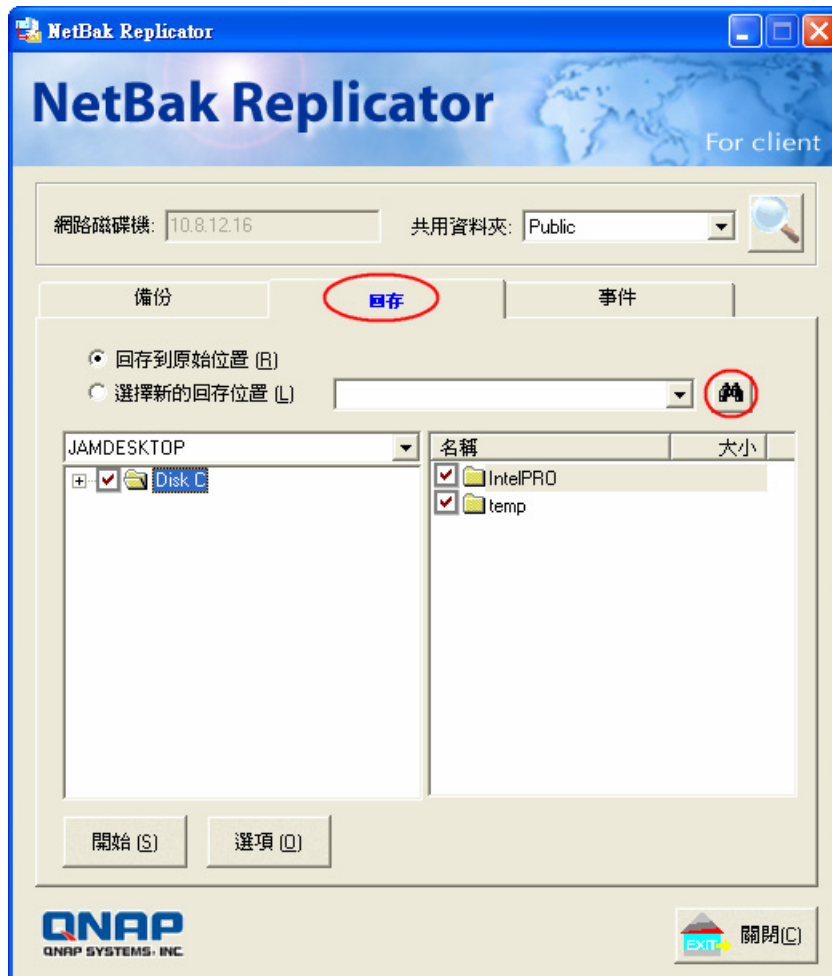 NetBak Replicator
NetBak Replicator
For client
網路磁碟機: 10.8.12.16 共用資料夾: Public
備份 回存 事件
回存到原始位置 (R)
選擇新的回存位置 (L)
JAMDESKTOP 名稱 大小
Disk C IntelPRO
temp
開始 (S) 選項 (O)
QNAP
QNAP SYSTEMS, INC.
EXIT 關閉(C)